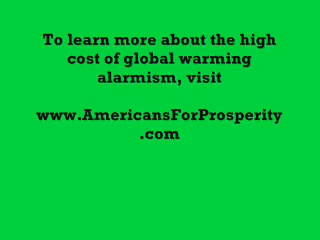 To learn more about the high
cost of global warming
alarmism, visit
www.AmericansForProsperity
.com